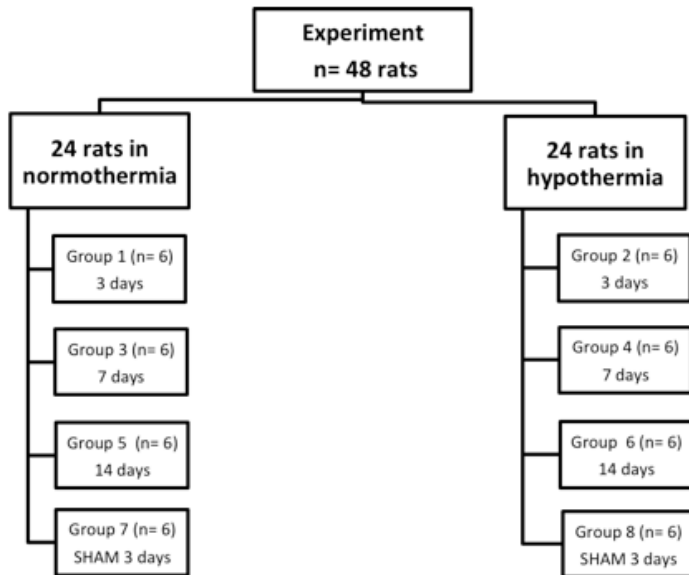 Experiment
n= 48 rats
24 rats in
normothermia
Group 1 (n= 6)
3 days
Group 3 (n= 6)
7 days
Group 5 (n= 6)
14 days
Group 7 (n= 6)
SHAM 3 days
24 rats in
hypothermia
Group 2 (n= 6)
3 days
Group 4 (n= 6)
7 days
Group 6 (n= 6)
14 days
Group 8 (n= 6)
SHAM 3 days